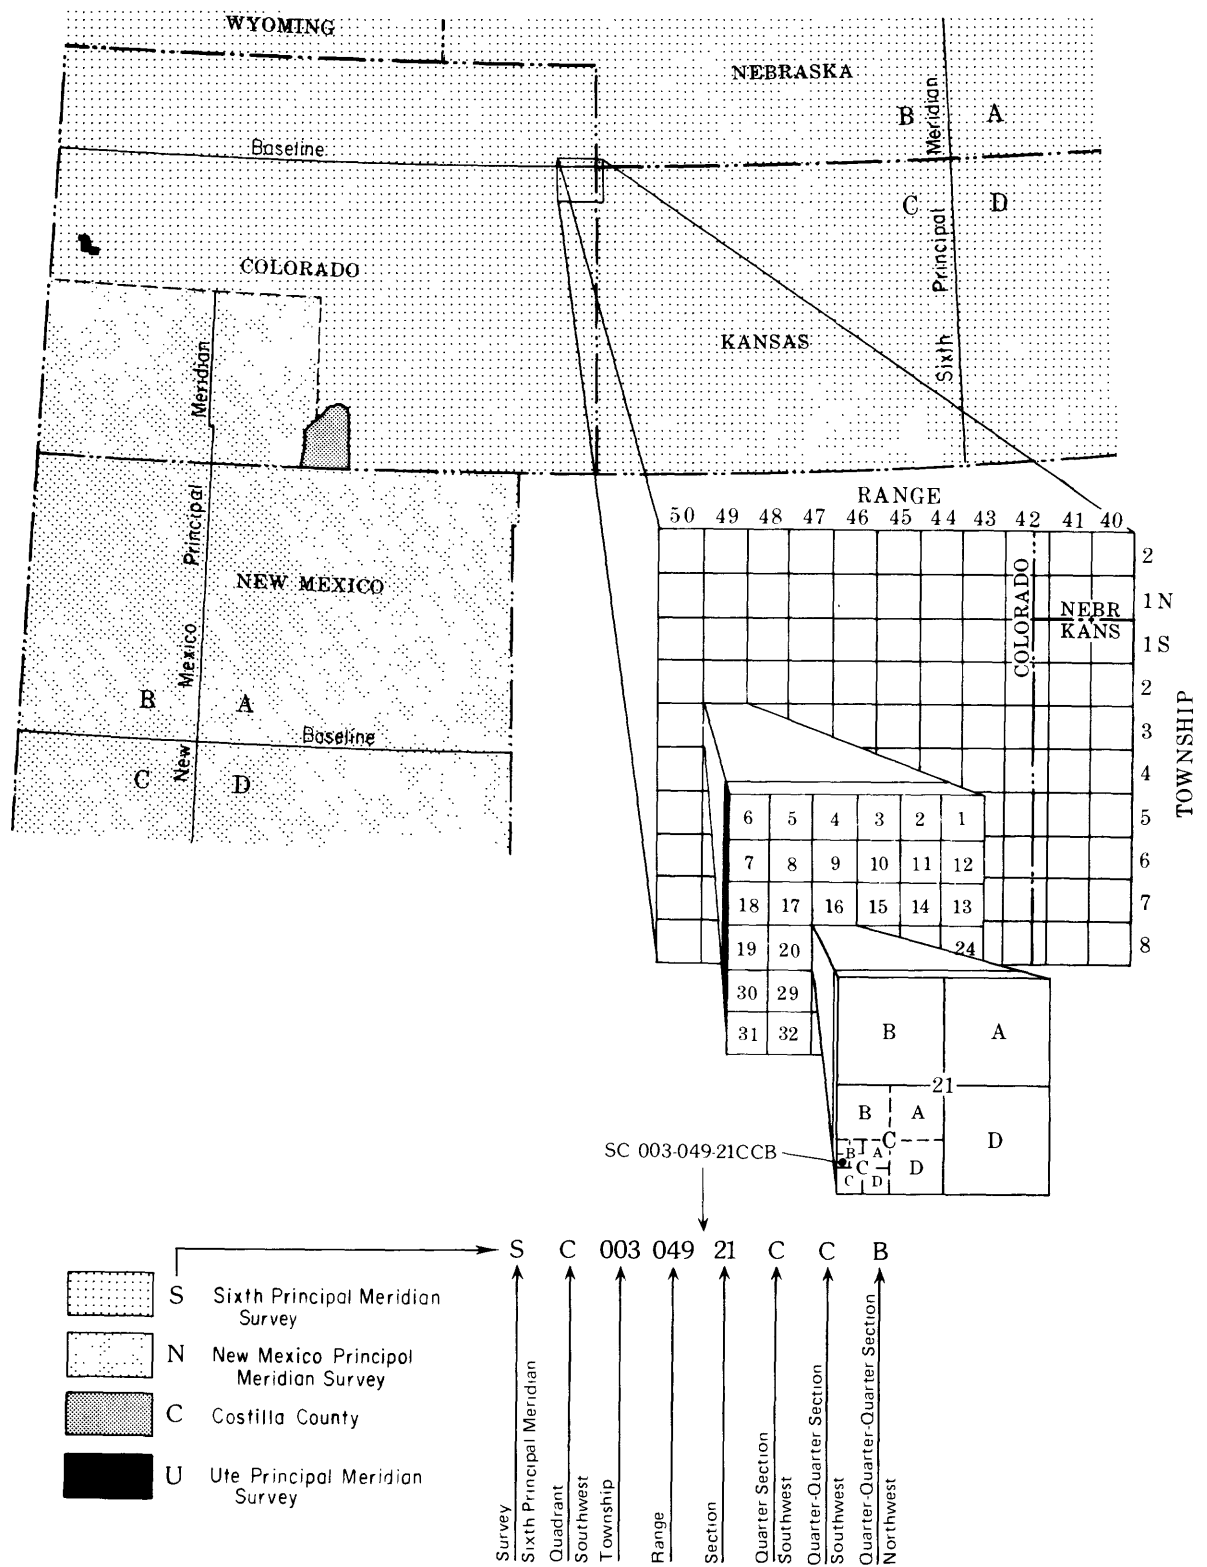 WYOMING
NEBRASKA
B Meridian A
Baseline
C D
COLORADO
Sixth Principal
KANSAS
Meridian
Principal
NEW MEXICO
Mexico
B A
Baseline
New
C D
RANGE
50 49 48 47 46 45 44 43 42 41 40
2
1 N
1 S
2
3
4
5
6
7
8
COLORADO
NEBR
KANS
TOWNSHIP
6 5 4 3 2 1
7 8 9 10 11 12
18 17 16 15 14 13
19 20 24
30 29
31 32
B A
21
B A
C D
B A
C D
C D
SC 003-049-21CCB
S C 003 049 21 C C B
S Sixth Principal Meridian
Survey
N New Mexico Principol
Meridian Survey
C Costilla County
U Ute Principal Meridian
Survey
Survey
Sixth Principal Meridian
Quadrant
Southwest
Township
Range
Section
Quarter Section
Southwest
Quarter-Quarter Section
Southwest
Quarter-Quarter-Quarter Section
Northwest